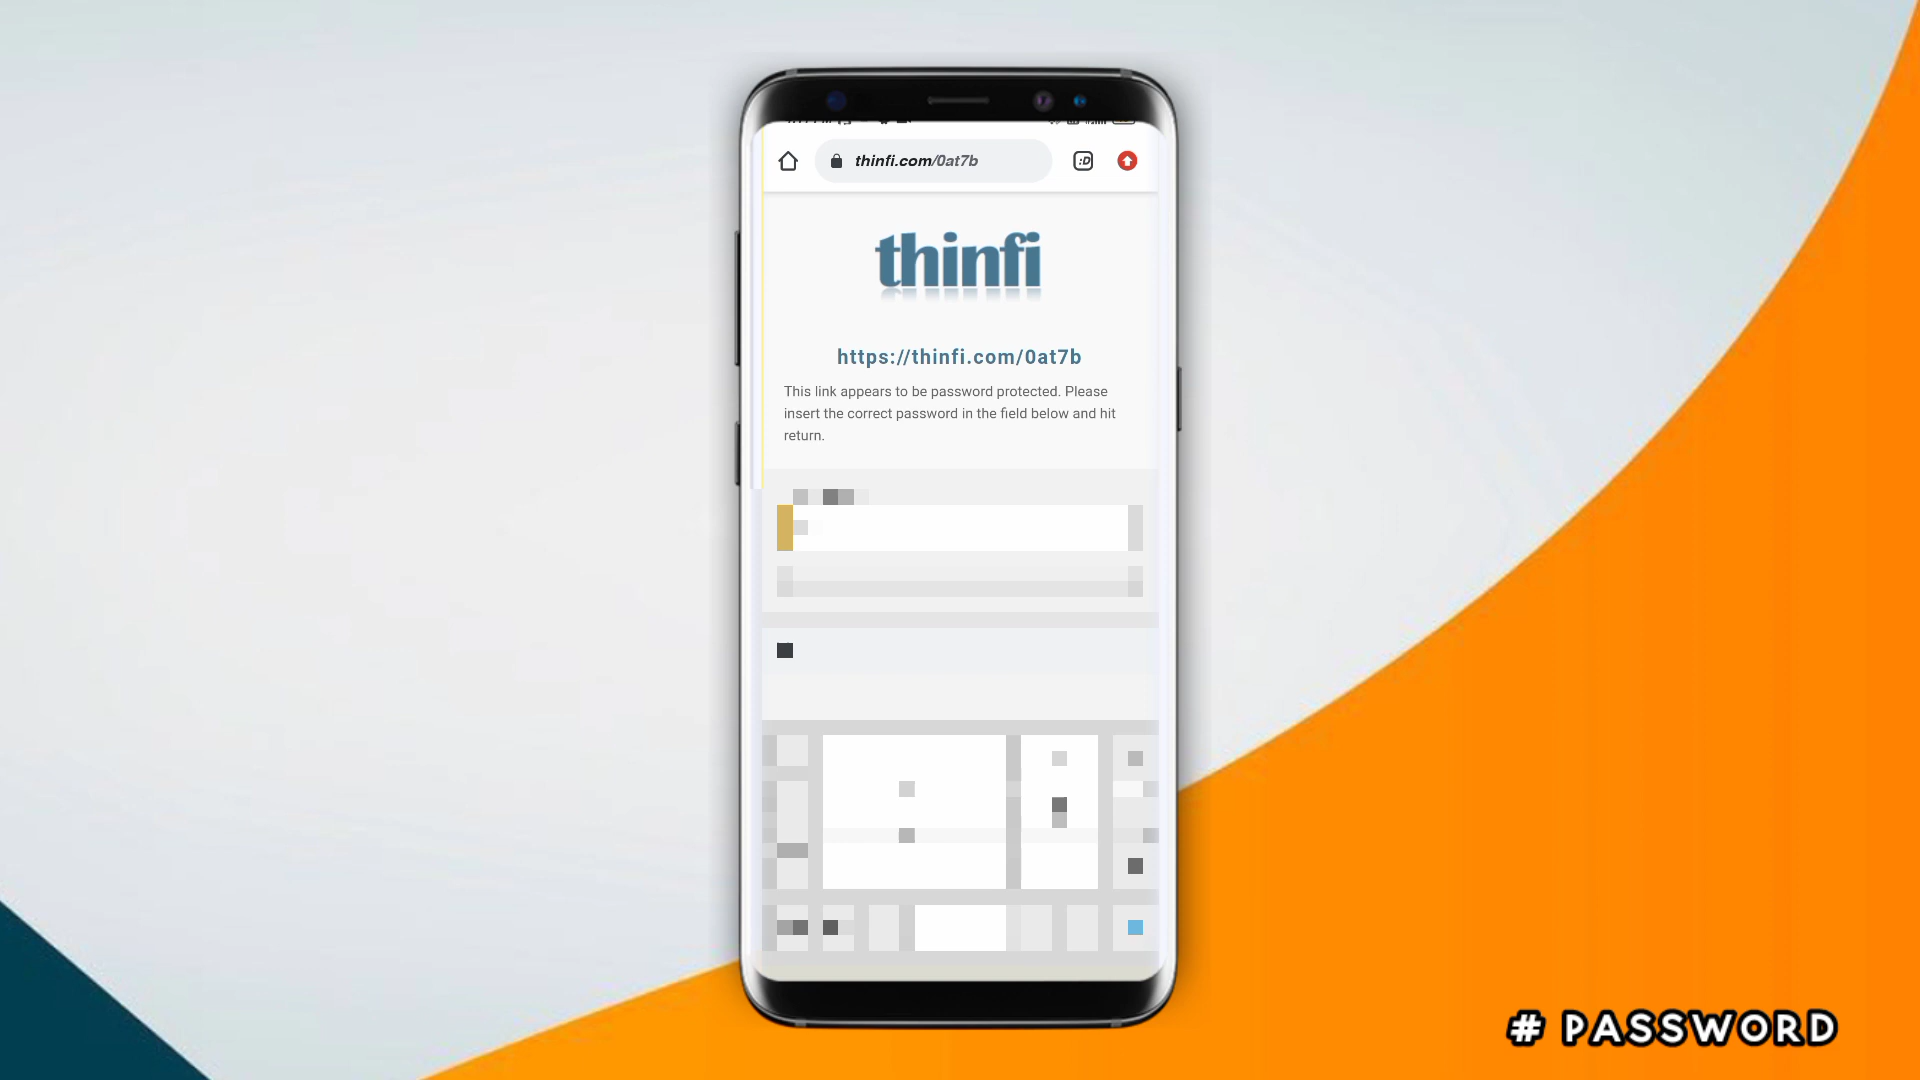 thinfi.com/0at7b
:D
thinfi
https://thinfi.com/0at7b
This link appears to be password protected. Please
insert the correct password in the field below and hit
return.
# PASSWORD